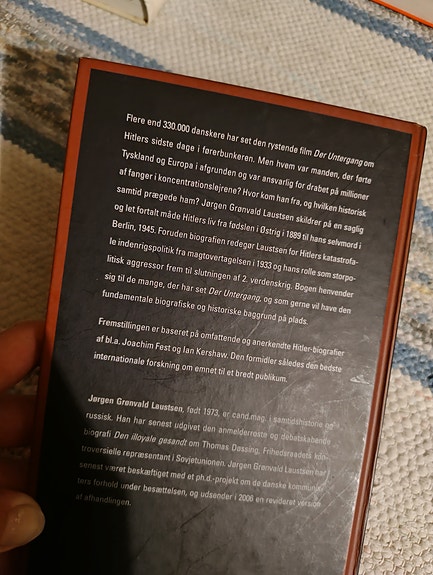 Flere end 330.000 danskere har set den rystende film Der Untergang om
Hitlers sidste dage i førerbunkeren. Men hvem var manden, der førte
Tyskland og Europa i afgrunden og var ansvarlig for drabet på millioner
af fanger i koncentrationslejrene? Hvor kom han fra, og hvilken historisk
samtid prægede ham? Jørgen Grønvald Laustsen skildrer på en saglig
og let fortalt måde Hitlers liv fra fødslen i Østrig i 1889 til hans selvmord i
Berlin, 1945. Foruden biografien redegør Laustsen for Hitlers katastrofa-
le indenrigspolitik fra magtovertagelsen i 1933 og hans rolle som storpo-
litisk aggressor frem til slutningen af 2. verdenskrig. Bogen henvender
sig til de mange, der har set Der Untergang, og som gerne vil have den
fundamentale biografiske og historiske baggrund på plads.
Fremstillingen er baseret på omfattende og anerkendte Hitler-biografier
af bl.a. Joachim Fest og Ian Kershaw. Den formidler således den bedste
internationale forskning om emnet til et bredt publikum.
Jørgen Grønvald Laustsen, født 1973, er cand.mag. i samtidshistorie og
russisk. Han har senest udgivet den anmelderroste og debatskabende
biografi Den illoyale gesandt om Thomas Døssing, Frihedsraadets kon-
troversielle repræsentant i Sovjetunionen. Jørgen Grønvald Laustsen har
senest været beskæftiget med et ph.d.-projekt om de danske kommunis-
ters forhold under besættelsen, og udsender i 2006 en revideret version
af afhandlingen.